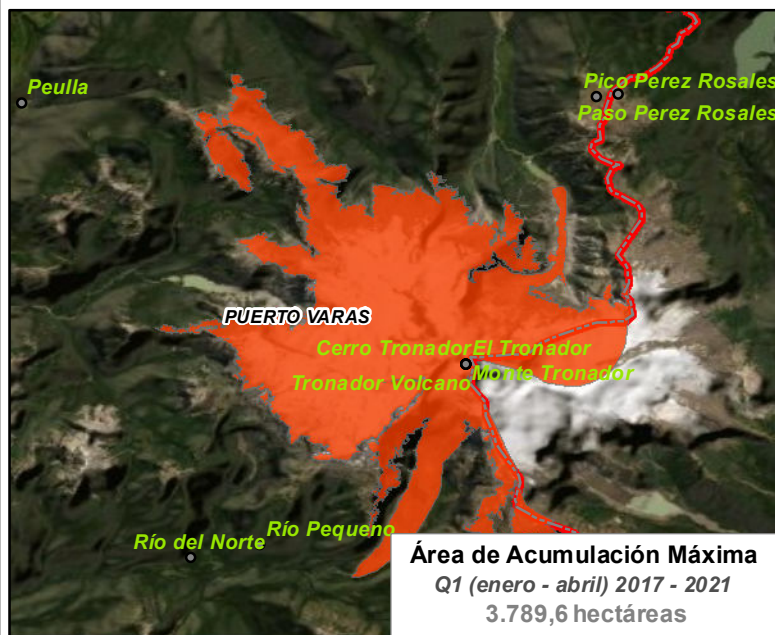 Peulla
Pico Perez Rosales
Paso Perez Rosales
PUERTO VARAS
Cerro Tronador El Tronador
Tronador Volcano Monte Tronador
Río Pequeno
Río del Norte
Área de Acumulación Máxima
Q1 (enero - abril) 2017 - 2021
3.789,6 hectáreas